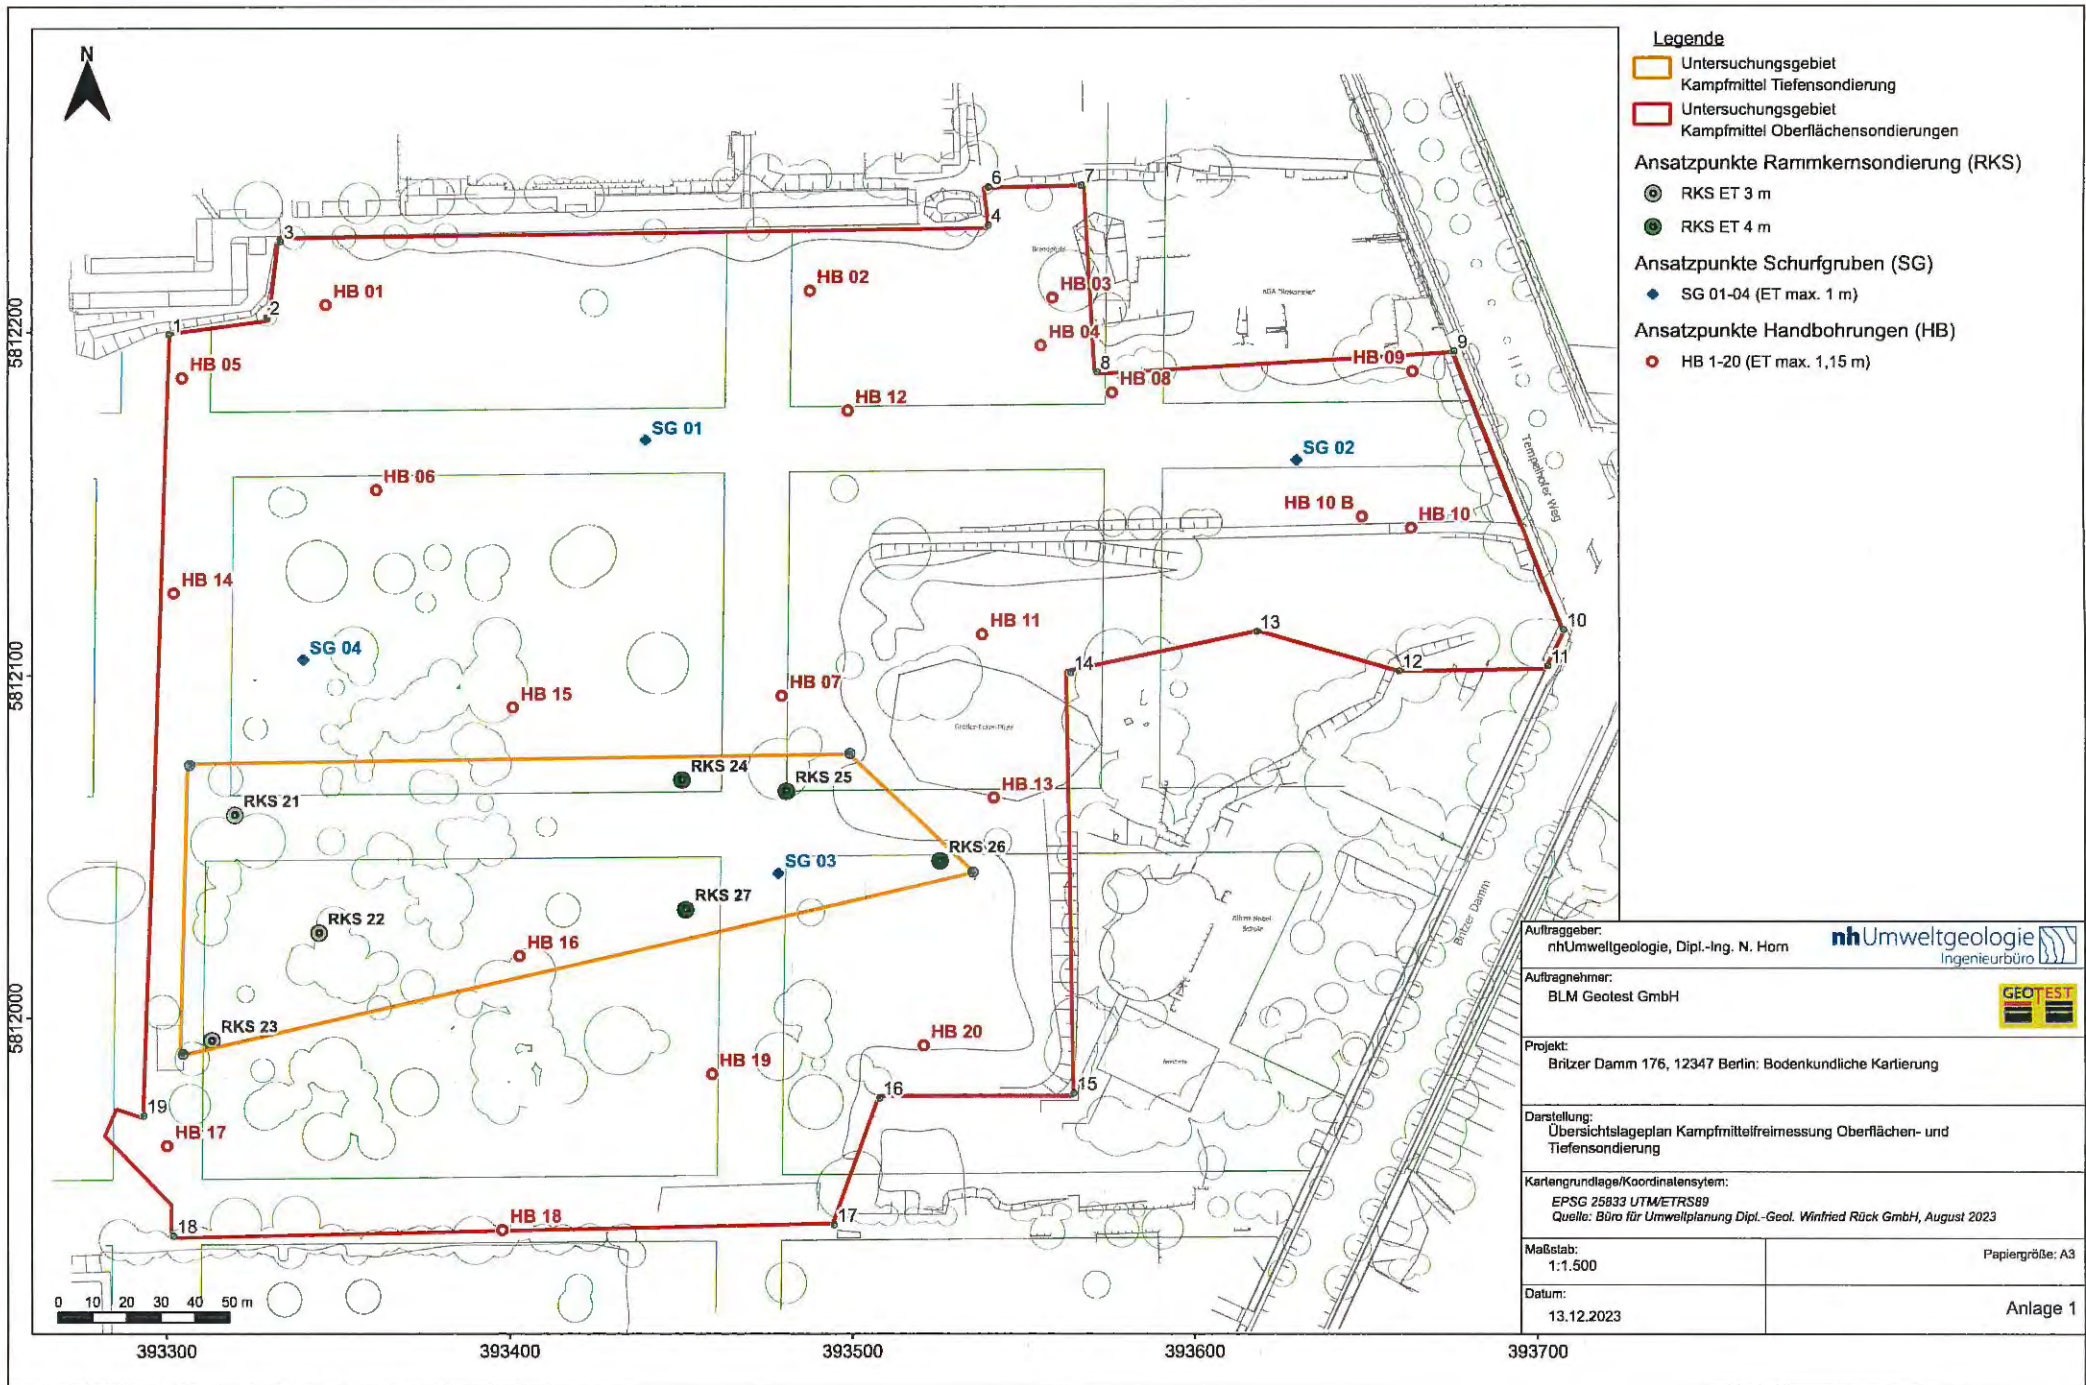 N
Legende
Untersuchungsgebiet
Kampfmittel Tiefensondierung
Untersuchungsgebiet
Kampfmittel Oberflächensondierungen
Ansatzpunkte Rammkernsondierung (RKS)
RKS ET 3 m
RKS ET 4 m
Ansatzpunkte Schurfgruben (SG)
SG 01-04 (ET max. 1 m)
Ansatzpunkte Handbohrungen (HB)
HB 1-20 (ET max. 1,15 m)
6
7
4
3
HB 01
HB 02
HB 03
2
1
HB 04
5812200
HB 05
8
HB 09
9
HB 08
HB 12
SG 01
SG 02
Tempelhofer Weg
HB 06
HB 10 B
HB 10
HB 14
HB 11
13
10
SG 04
14
12
11
5812100
HB 15
HB 07
RKS 24
RKS 25
HB 13
RKS 21
RKS 26
SG 03
RKS 27
RKS 22
HB 16
Britzer Damm
Schule
5812000
RKS 23
HB 20
HB 19
16
15
19
HB 17
18
HB 18
17
0 10 20 30 40 50 m
393300
393400
393500
393600
393700
Auftraggeber:
nhUmweltgeologie, Dipl.-Ing. N. Horn
nhUmweltgeologie
Ingenieurbüro
Auftragnehmer:
BLM Geotest GmbH
GEOTEST
Projekt:
Britzer Damm 176, 12347 Berlin: Bodenkundliche Kartierung
Darstellung:
Übersichtslageplan Kampfmittelfreimessung Oberflächen- und
Tiefensondierung
Kartengrundlage/Koordinatensytem:
EPSG 25833 UTM/ETRS89
Quelle: Büro für Umweltplanung Dipl.-Geol. Winfried Rück GmbH, August 2023
Maßstab:
1:1.500
Papiergröße: A3
Datum:
13.12.2023
Anlage 1